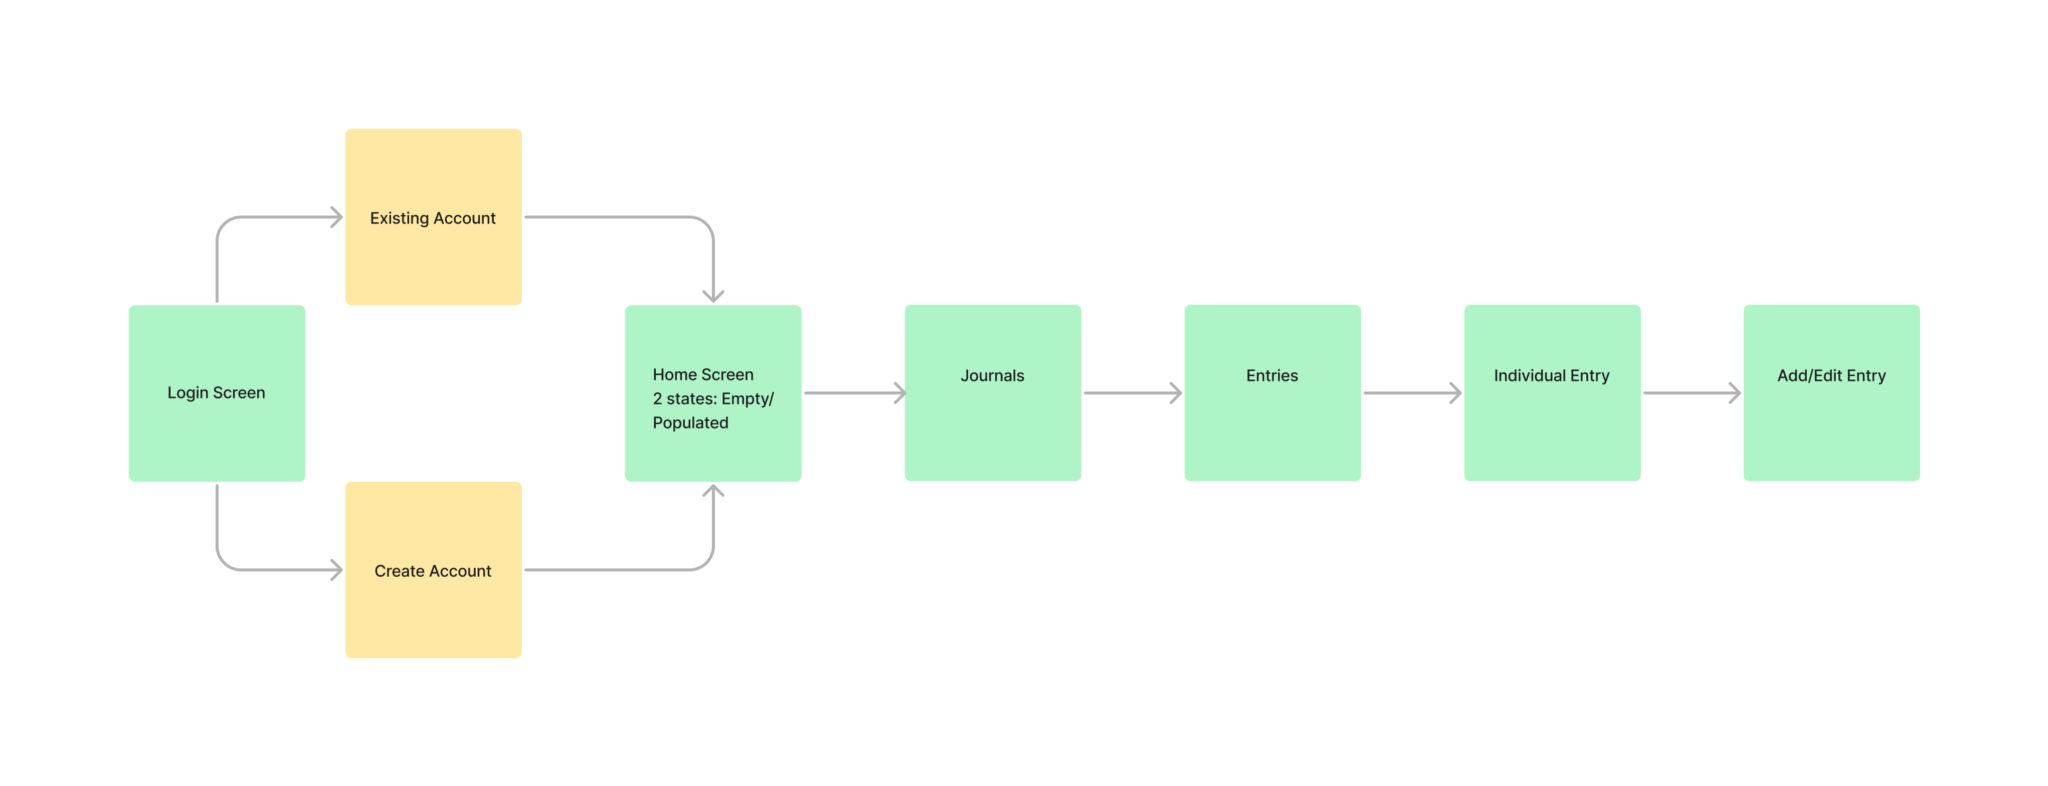 Existing Account
Login Screen
Create Account
Home Screen
2 states: Empty/
Populated
Journals
Entries
Individual Entry
Add/Edit Entry